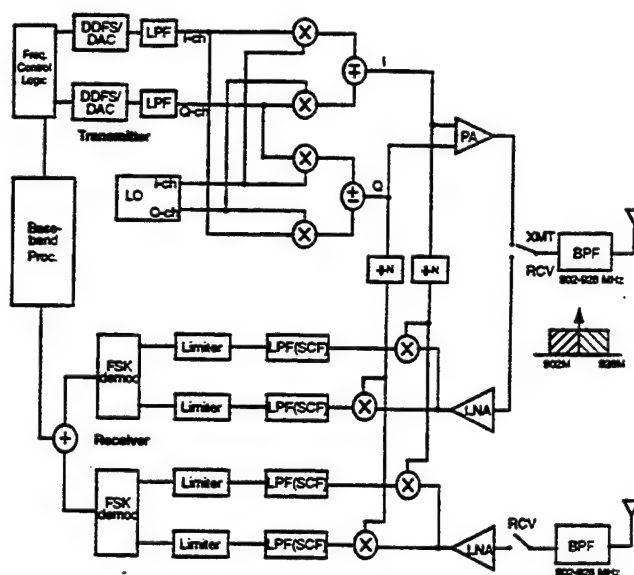 Freq.
Control
Logic
DDFS/
DAC
LPF
I-ch
DDFS/
DAC
LPF
Q-ch
Transmitter
LO
I-ch
Q-ch
I
Q
PA
Base-
band
Proc.
÷N
÷N
XMT
RCV
BPF
902-928 MHz
902M
928M
FSK
demod
Limiter
LPF(SCF)
Limiter
LPF(SCF)
LNA
Receiver
FSK
demod
Limiter
LPF(SCF)
Limiter
LPF(SCF)
LNA
RCV
BPF
902-928 MHz